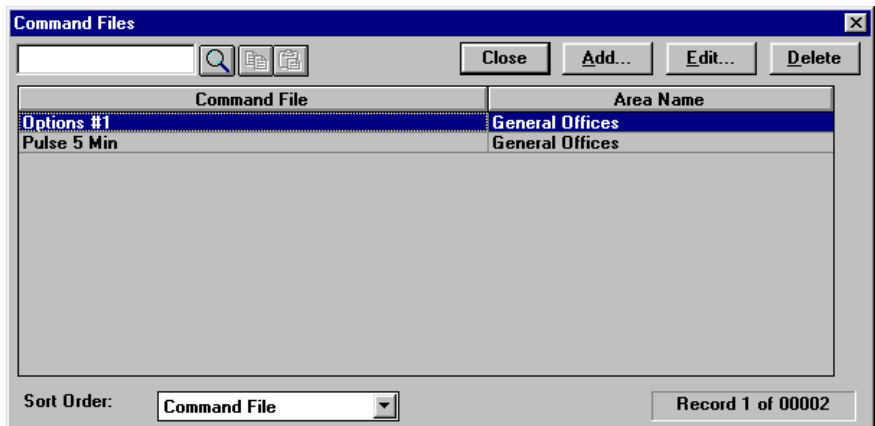 Command Files
Close Add... Edit... Delete
Command File Area Name
Options #1 General Offices
Pulse 5 Min General Offices
Sort Order: Command File Record 1 of 00002